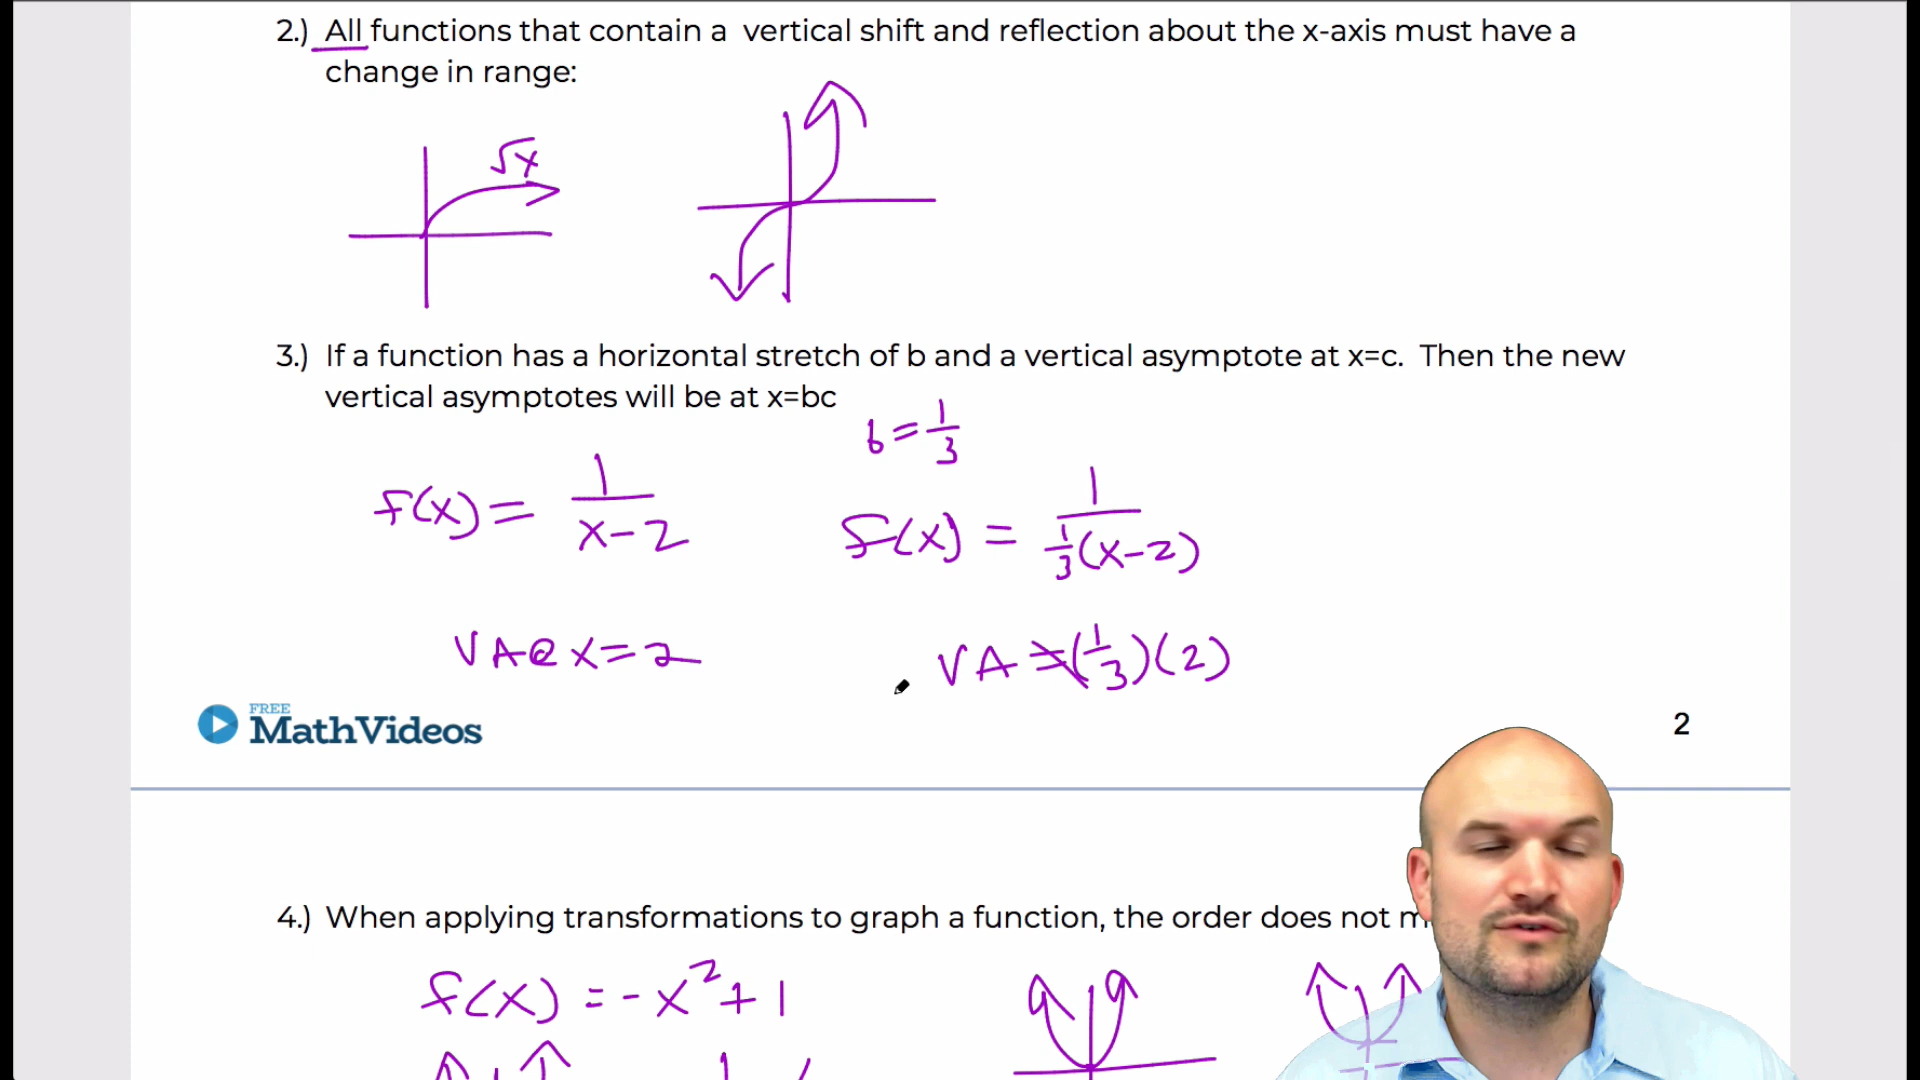 2.) All functions that contain a vertical shift and reflection about the x-axis must have a
change in range:
√x
3.) If a function has a horizontal stretch of b and a vertical asymptote at x=c. Then the new
vertical asymptotes will be at x=bc
b = 1/3
f(x) = 1/(x-2)
f(x) = 1/(1/3(x-2))
VA@ x=2
VA = (1/3)(2)
FREE
MathVideos
2
4.) When applying transformations to graph a function, the order does not m
f(x) = -x²+1